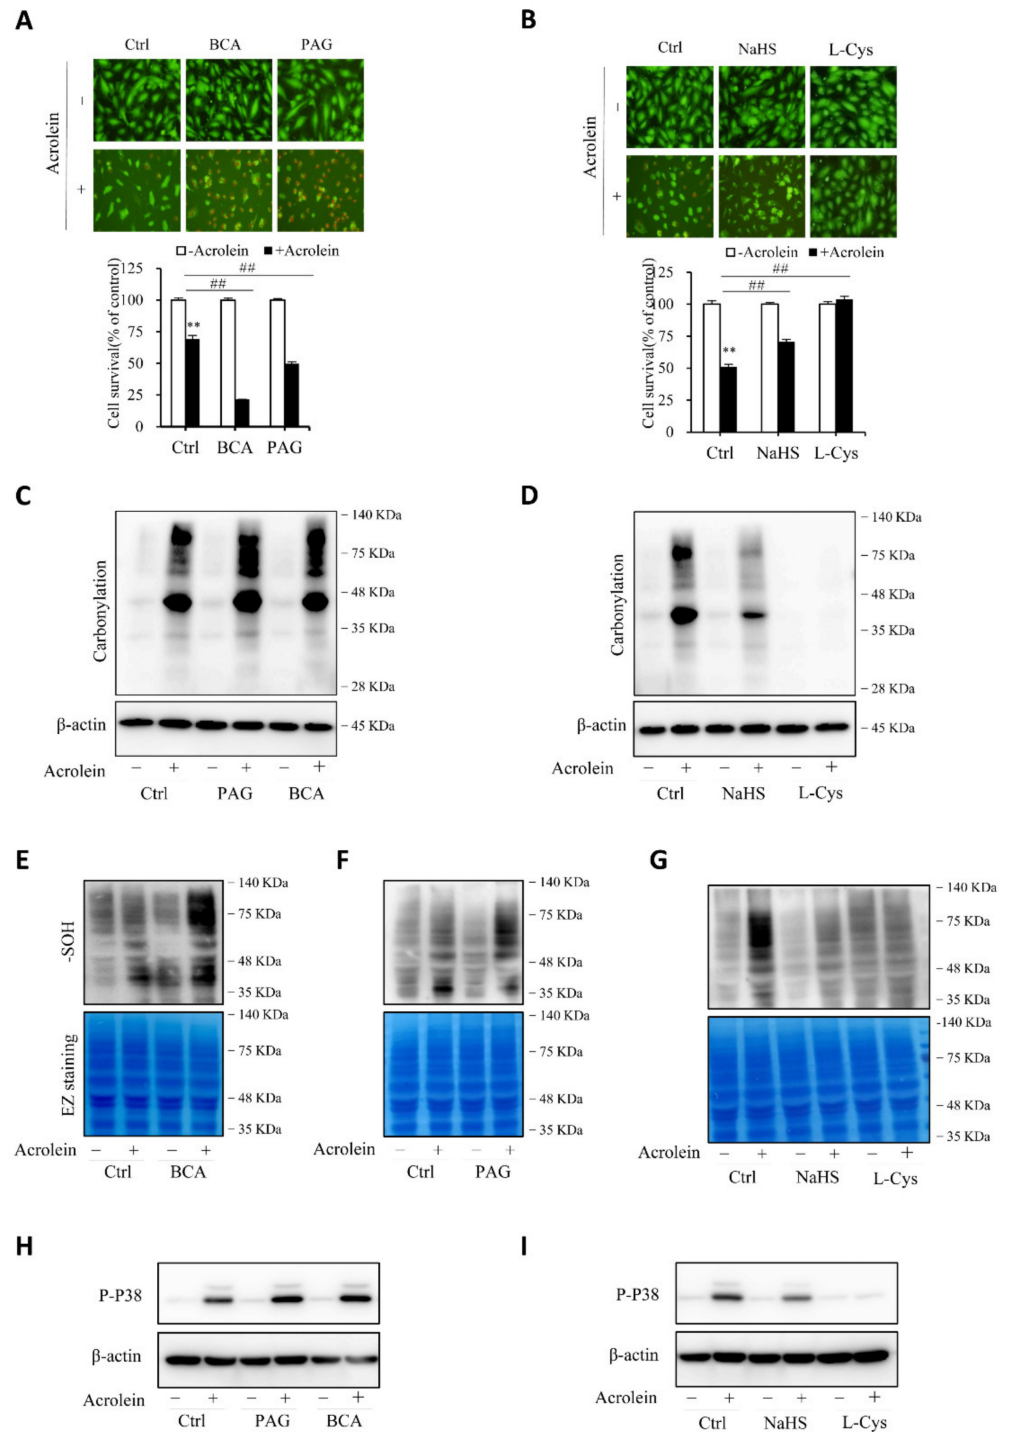 A
Ctrl BCA PAG
Acrolein
−
+
-Acrolein +Acrolein
##
##
**
Cell survival(% of control)
125
100
75
50
25
0
Ctrl BCA PAG
B
Ctrl NaHS L-Cys
Acrolein
−
+
-Acrolein +Acrolein
##
##
**
Cell survival(% of control)
125
100
75
50
25
0
Ctrl NaHS L-Cys
C
Carbonylation
– 140 KDa
– 75 KDa
– 48 KDa
– 35 KDa
– 28 KDa
β-actin
– 45 KDa
Acrolein − + − + − +
Ctrl PAG BCA
D
Carbonylation
– 140 KDa
– 75 KDa
– 48 KDa
– 35 KDa
– 28 KDa
β-actin
– 45 KDa
Acrolein − + − + − +
Ctrl NaHS L-Cys
E
-SOH
– 140 KDa
– 75 KDa
– 48 KDa
– 35 KDa
EZ staining
– 140 KDa
– 75 KDa
– 48 KDa
– 35 KDa
Acrolein − + − +
Ctrl BCA
F
– 140 KDa
– 75 KDa
– 48 KDa
– 35 KDa
– 140 KDa
– 75 KDa
– 48 KDa
– 35 KDa
Acrolein − + − +
Ctrl PAG
G
– 140 KDa
– 75 KDa
– 48 KDa
– 35 KDa
-140 KDa
– 75 KDa
– 48 KDa
– 35 KDa
Acrolein − + − + − +
Ctrl NaHS L-Cys
H
P-P38
β-actin
Acrolein − + − + − +
Ctrl PAG BCA
I
P-P38
β-actin
Acrolein − + − + − +
Ctrl NaHS L-Cys